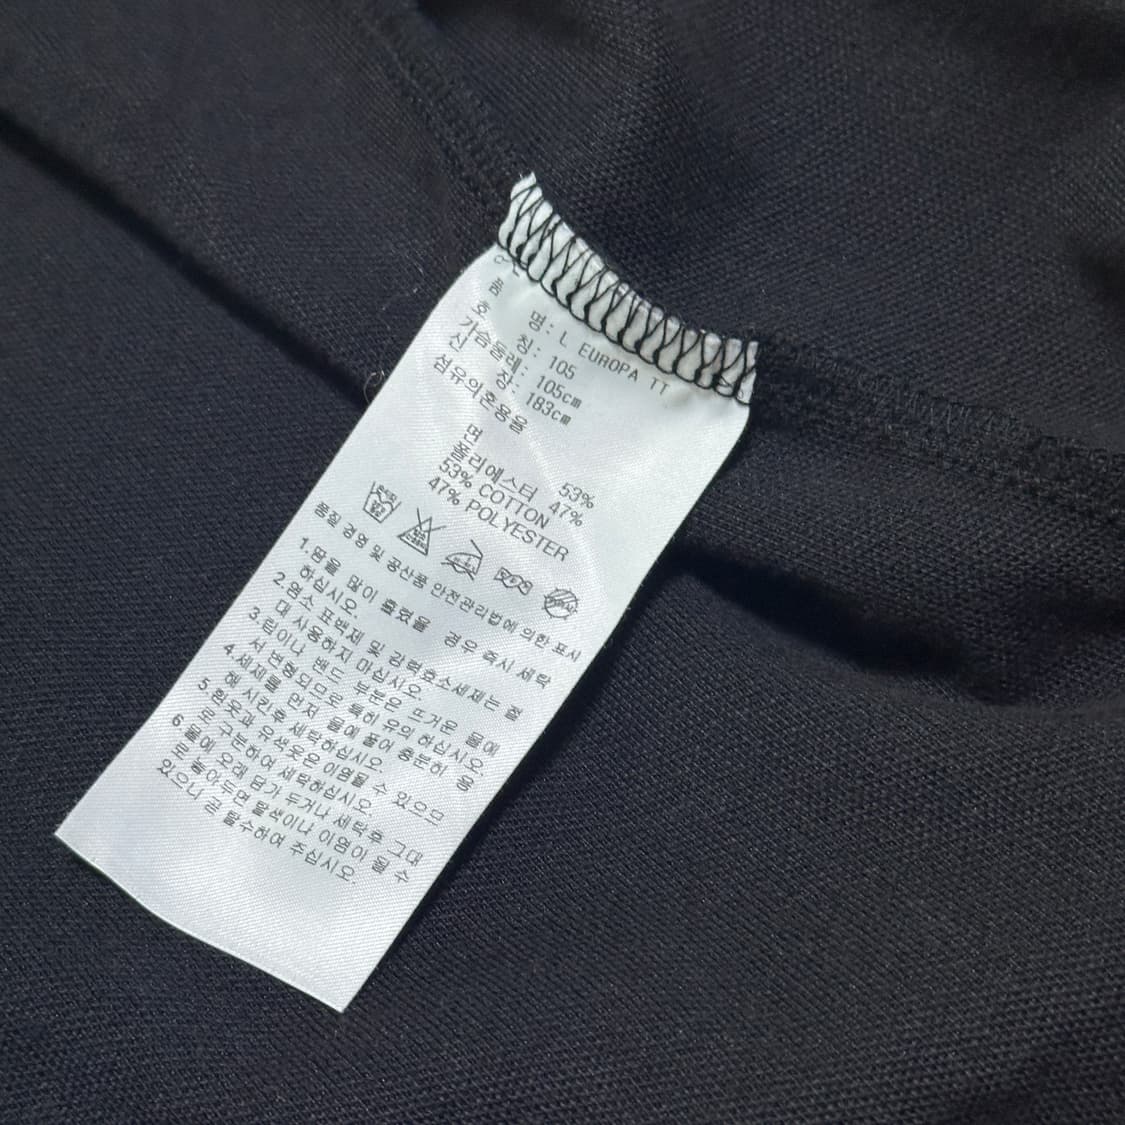 품 명: L EUROPA TT
호 칭: 105
가슴둘레: 105cm
신 장: 183cm
섬유의혼용율
면 53%
폴리에스터 47%
53% COTTON
47% POLYESTER
품질 경영 및 공산품 안전관리법에 의한 표시
1.땀을 많이 흘렸을 경우 즉시 세탁
하십시오.
2.염소 표백제 및 강력효소세제는 절
대 사용하지 마십시오.
3.림이나 밴드 부분은 뜨거운 물에
서 변형되므로 특히 유의 하십시오.
4.세제를 먼저 물에 풀어 충분히 용
해 시킨후 세탁하십시오.
5.흰옷과 유색옷은 이염될 수 있으므
로 구분하여 세탁하십시오.
6.물에 오래 담가 두거나 세탁후 그대
로 놓아두면 탈색이나 이염이 될 수
있으니 곧 탈수하여 주십시오.